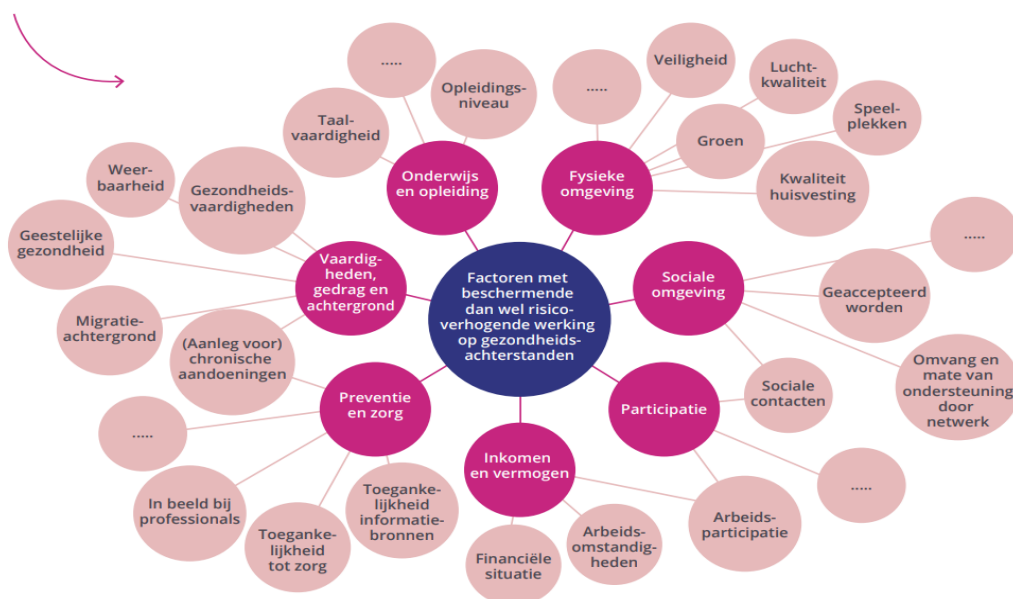 .....
Opleidings-
niveau
Taal-
vaardigheid
Onderwijs
en opleiding
.....
Veiligheid
Lucht-
kwaliteit
Speel-
plekken
Groen
Kwaliteit
huisvesting
Fysieke
omgeving
Weer-
baarheid
Gezondheids-
vaardigheden
Geestelijke
gezondheid
Migratie-
achtergrond
(Aanleg voor)
chronische
aandoeningen
Vaardig-
heden,
gedrag en
achtergrond
Factoren met
beschermende
dan wel risico-
verhogende werking
op gezondheids-
achterstanden
Sociale
omgeving
.....
Geaccepteerd
worden
Omvang en
mate van
ondersteuning
door
netwerk
Sociale
contacten
Participatie
.....
Arbeids-
participatie
Preventie
en zorg
.....
In beeld bij
professionals
Toeganke-
lijkheid
tot zorg
Toeganke-
lijkheid
informatie-
bronnen
Inkomen
en vermogen
Financiële
situatie
Arbeids-
omstandig-
heden